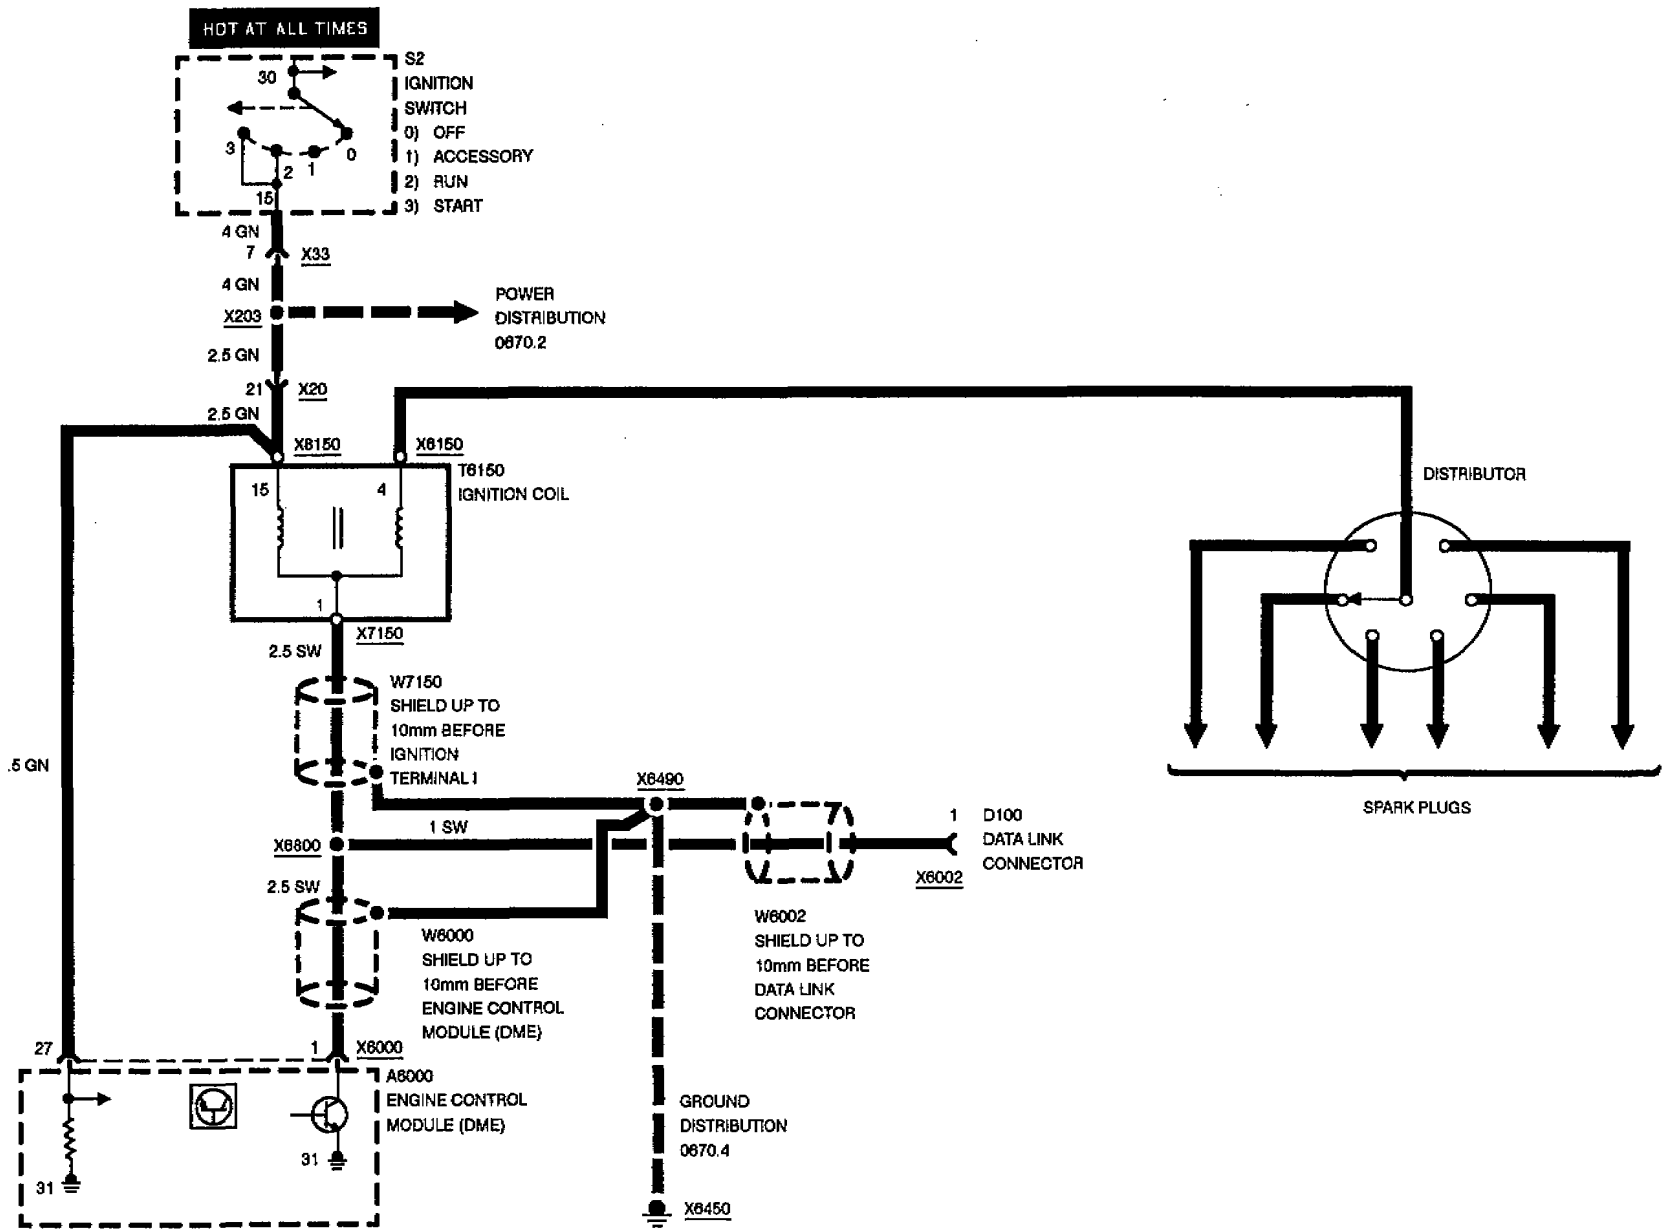 HOT AT ALL TIMES
S2
IGNITION
SWITCH
0) OFF
1) ACCESSORY
2) RUN
3) START
30
3
2
1
0
15
4 GN
7
X33
4 GN
X203
POWER
DISTRIBUTION
0670.2
2.5 GN
21
X20
2.5 GN
X6150
X6150
T6150
IGNITION COIL
15
4
1
X7150
2.5 SW
DISTRIBUTOR
SPARK PLUGS
W7150
SHIELD UP TO
10mm BEFORE
IGNITION
TERMINAL 1
.5 GN
X6490
1 SW
X6800
1
D100
DATA LINK
CONNECTOR
X6002
2.5 SW
W6000
SHIELD UP TO
10mm BEFORE
ENGINE CONTROL
MODULE (DME)
W6002
SHIELD UP TO
10mm BEFORE
DATA LINK
CONNECTOR
27
1
X6000
A6000
ENGINE CONTROL
MODULE (DME)
31
31
GROUND
DISTRIBUTION
0670.4
X6450